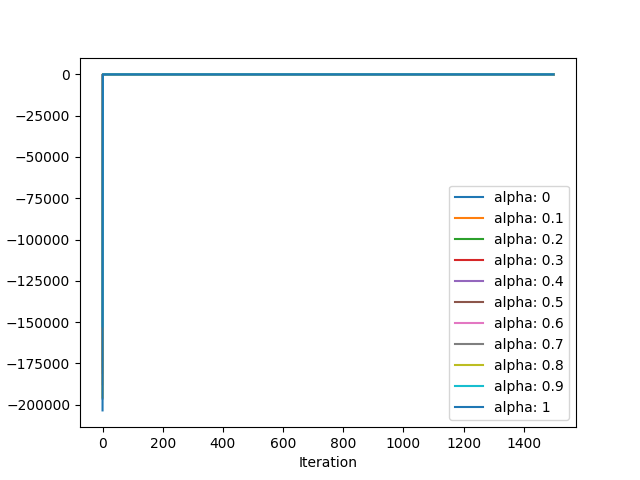 0
−25000
−50000
−75000
−100000
−125000
−150000
−175000
−200000
alpha: 0
alpha: 0.1
alpha: 0.2
alpha: 0.3
alpha: 0.4
alpha: 0.5
alpha: 0.6
alpha: 0.7
alpha: 0.8
alpha: 0.9
alpha: 1
0 200 400 600 800 1000 1200 1400
Iteration